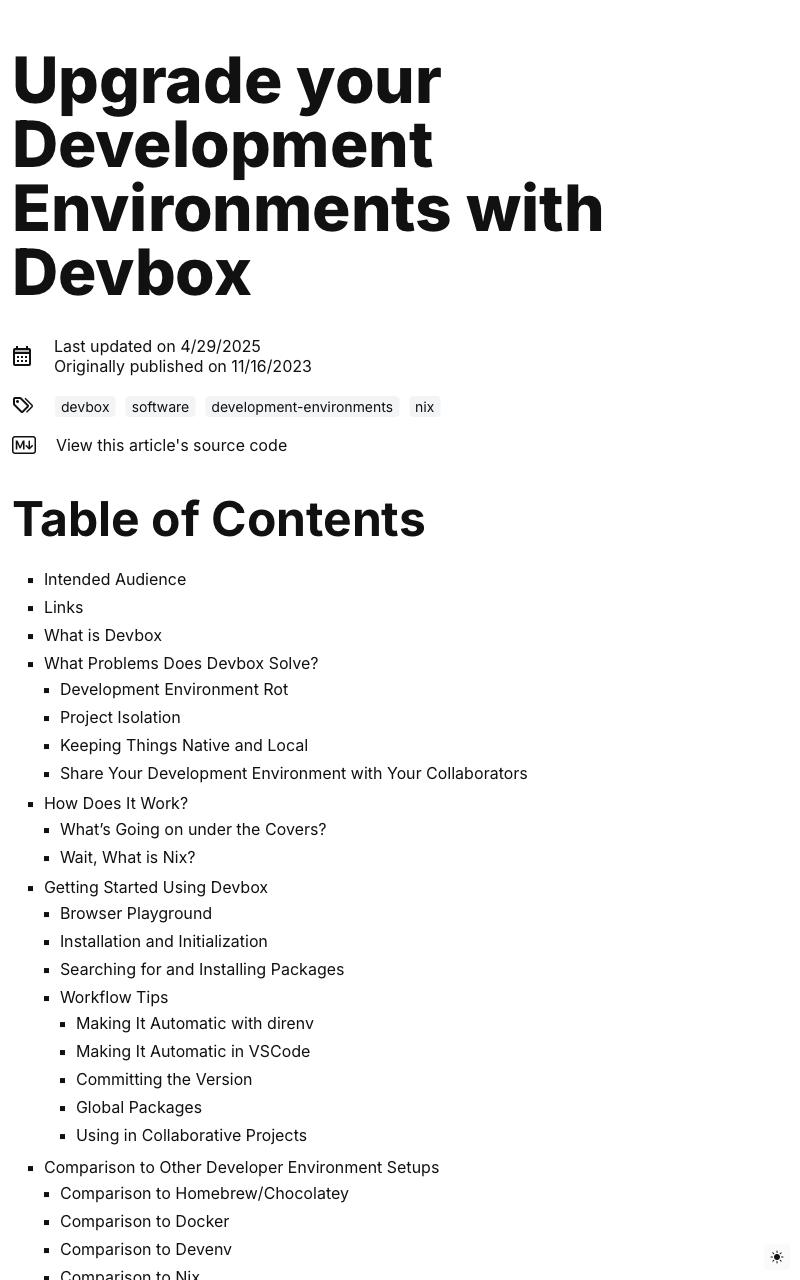 Upgrade your
Development
Environments with
Devbox
Last updated on 4/29/2025
Originally published on 11/16/2023
devbox software development-environments nix
View this article's source code
Table of Contents
Intended Audience
Links
What is Devbox
What Problems Does Devbox Solve?
Development Environment Rot
Project Isolation
Keeping Things Native and Local
Share Your Development Environment with Your Collaborators
How Does It Work?
What’s Going on under the Covers?
Wait, What is Nix?
Getting Started Using Devbox
Browser Playground
Installation and Initialization
Searching for and Installing Packages
Workflow Tips
Making It Automatic with direnv
Making It Automatic in VSCode
Committing the Version
Global Packages
Using in Collaborative Projects
Comparison to Other Developer Environment Setups
Comparison to Homebrew/Chocolatey
Comparison to Docker
Comparison to Devenv
Comparison to Nix